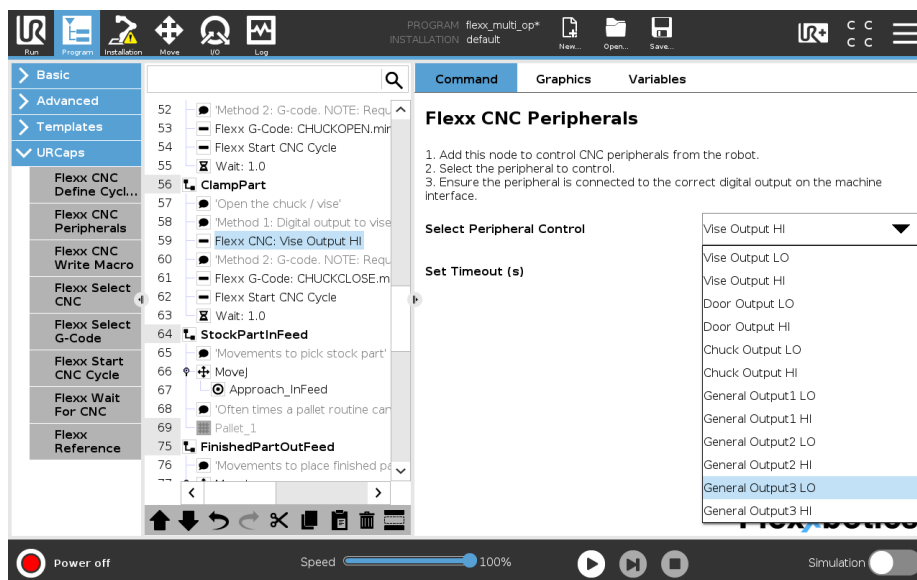 PROGRAM flexx_multi_op*
INSTALLATION default
Run
Program
Installation
Move
I/O
Log
New...
Open...
Save...
UR+
C C
C C
Basic
Advanced
Templates
URCaps
Flexx CNC
Define Cycl...
Flexx CNC
Peripherals
Flexx CNC
Write Macro
Flexx Select
CNC
Flexx Select
G-Code
Flexx Start
CNC Cycle
Flexx Wait
For CNC
Flexx
Reference
52 'Method 2: G-code. NOTE: Requ
53 Flexx G-Code: CHUCKOPEN.min
54 Flexx Start CNC Cycle
55 Wait: 1.0
56 ClampPart
57 'Open the chuck / vise'
58 'Method 1: Digital output to vise
59 Flexx CNC: Vise Output HI
60 'Method 2: G-code. NOTE: Requ
61 Flexx G-Code: CHUCKCLOSE.m
62 Flexx Start CNC Cycle
63 Wait: 1.0
64 StockPartInFeed
65 'Movements to pick stock part'
66 MoveJ
67 Approach_InFeed
68 'Often times a pallet routine can
69 Pallet_1
75 FinishedPartOutFeed
76 'Movements to place finished pa
Command
Graphics
Variables
Flexx CNC Peripherals
1. Add this node to control CNC peripherals from the robot.
2. Select the peripheral to control.
3. Ensure the peripheral is connected to the correct digital output on the machine
interface.
Select Peripheral Control
Vise Output HI
Set Timeout (s)
Vise Output LO
Vise Output HI
Door Output LO
Door Output HI
Chuck Output LO
Chuck Output HI
General Output1 LO
General Output1 HI
General Output2 LO
General Output2 HI
General Output3 LO
General Output3 HI
Power off
Speed
100%
Simulation